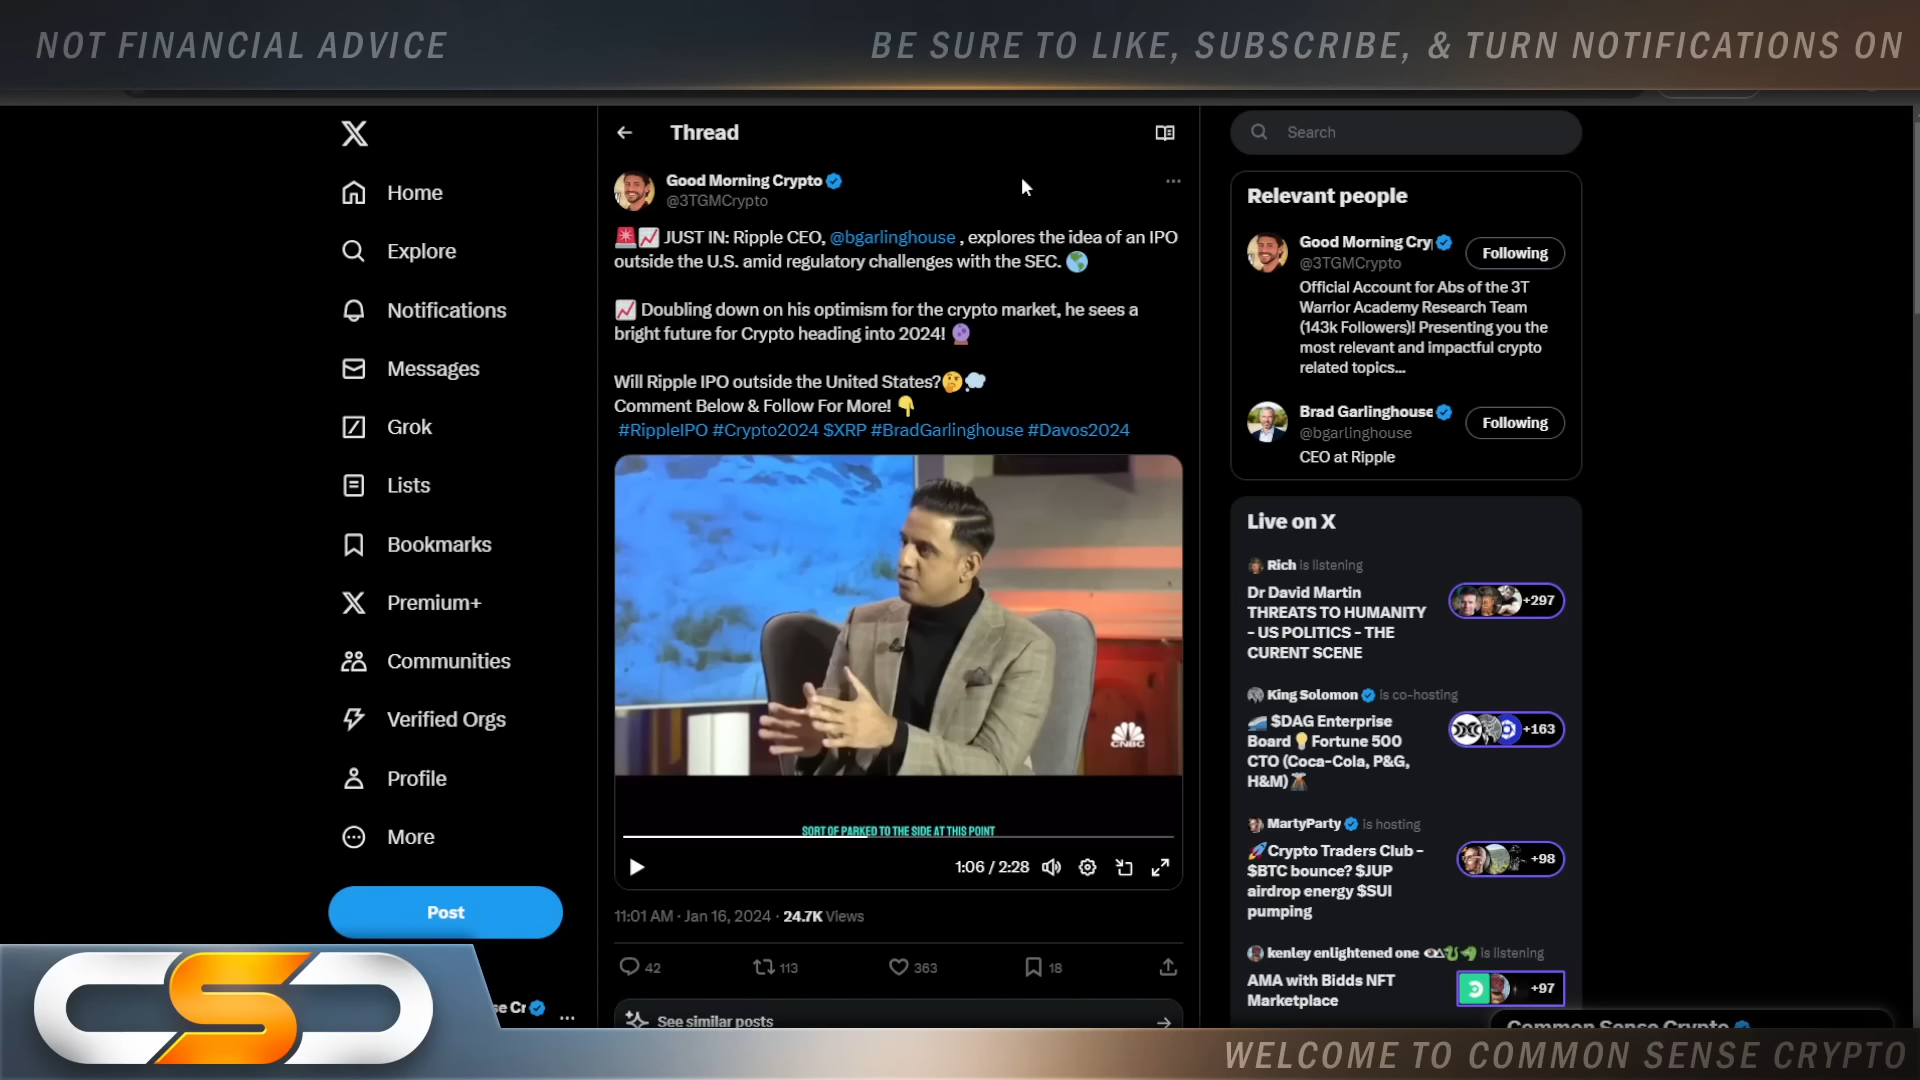 NOT FINANCIAL ADVICE
BE SURE TO LIKE, SUBSCRIBE, & TURN NOTIFICATIONS ON
Home
Explore
Notifications
Messages
Grok
Lists
Bookmarks
Premium+
Communities
Verified Orgs
Profile
More
Post
se Cr
Thread
Good Morning Crypto
@3TGMCrypto
🚨📈 JUST IN: Ripple CEO, @bgarlinghouse , explores the idea of an IPO
outside the U.S. amid regulatory challenges with the SEC. 🌎
📈 Doubling down on his optimism for the crypto market, he sees a
bright future for Crypto heading into 2024! 🔮
Will Ripple IPO outside the United States?🤔💭
Comment Below & Follow For More! 👇
#RippleIPO #Crypto2024 $XRP #BradGarlinghouse #Davos2024
CNBC
SORT OF PARKED TO THE SIDE AT THIS POINT
1:06 / 2:28
11:01 AM · Jan 16, 2024 · 24.7K Views
42 113 363 18
See similar posts
Search
Relevant people
Good Morning Cry
@3TGMCrypto
Following
Official Account for Abs of the 3T
Warrior Academy Research Team
(143k Followers)! Presenting you the
most relevant and impactful crypto
related topics...
Brad Garlinghouse
@bgarlinghouse
Following
CEO at Ripple
Live on X
Rich is listening
Dr David Martin
THREATS TO HUMANITY
- US POLITICS - THE
CURENT SCENE
+297
King Solomon is co-hosting
$DAG Enterprise
Board💡Fortune 500
CTO (Coca-Cola, P&G,
H&M)🌋
+163
MartyParty is hosting
🚀Crypto Traders Club -
$BTC bounce? $JUP
airdrop energy $SUI
pumping
+98
kenley enlightened one is listening
AMA with Bidds NFT
Marketplace
+97
Common Sense Crypto
CSC
WELCOME TO COMMON SENSE CRYPTO